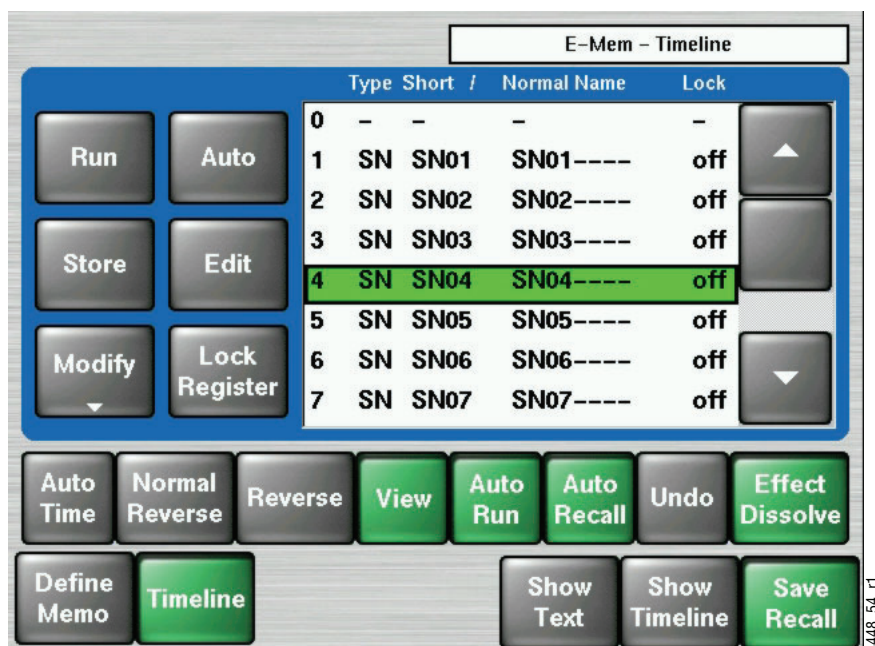 E-Mem – Timeline
Type Short / Normal Name Lock
0 – – – –
1 SN SN01 SN01---- off
2 SN SN02 SN02---- off
3 SN SN03 SN03---- off
4 SN SN04 SN04---- off
5 SN SN05 SN05---- off
6 SN SN06 SN06---- off
7 SN SN07 SN07---- off
Run Auto
Store Edit
Modify Lock
Register
Auto
Time
Normal
Reverse
Reverse
View
Auto
Run
Auto
Recall
Undo
Effect
Dissolve
Define
Memo
Timeline
Show
Text
Show
Timeline
Save
Recall
448_54_r1